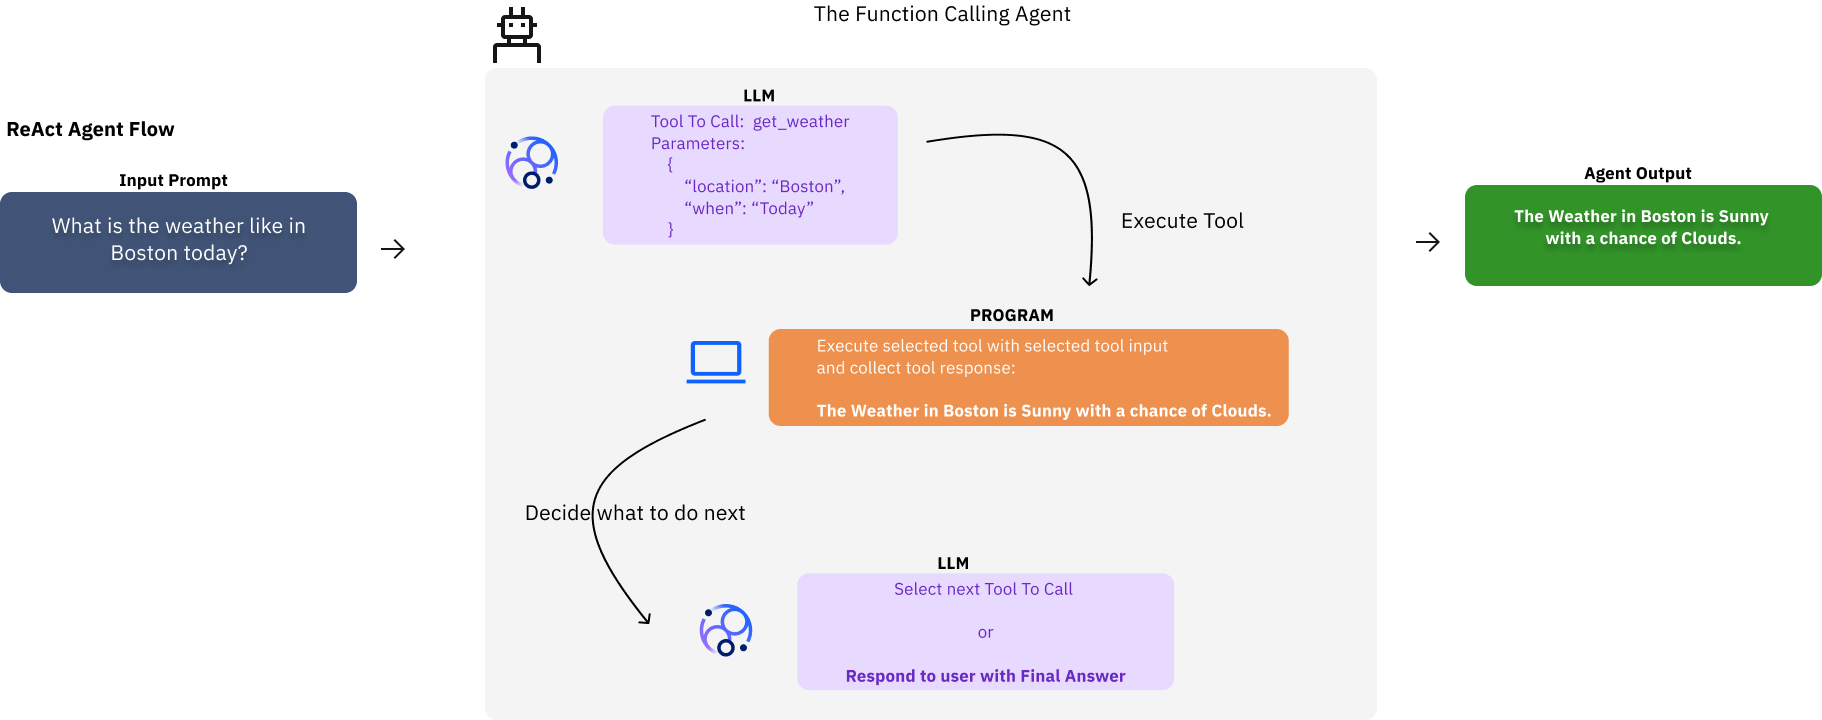 The Function Calling Agent
ReAct Agent Flow
Input Prompt
What is the weather like in
Boston today?
LLM
Tool To Call:  get_weather
Parameters:
{
“location”: “Boston”,
“when”: “Today”
}
Execute Tool
PROGRAM
Execute selected tool with selected tool input
and collect tool response:
The Weather in Boston is Sunny with a chance of Clouds.
Decide what to do next
LLM
Select next Tool To Call
or
Respond to user with Final Answer
Agent Output
The Weather in Boston is Sunny
with a chance of Clouds.